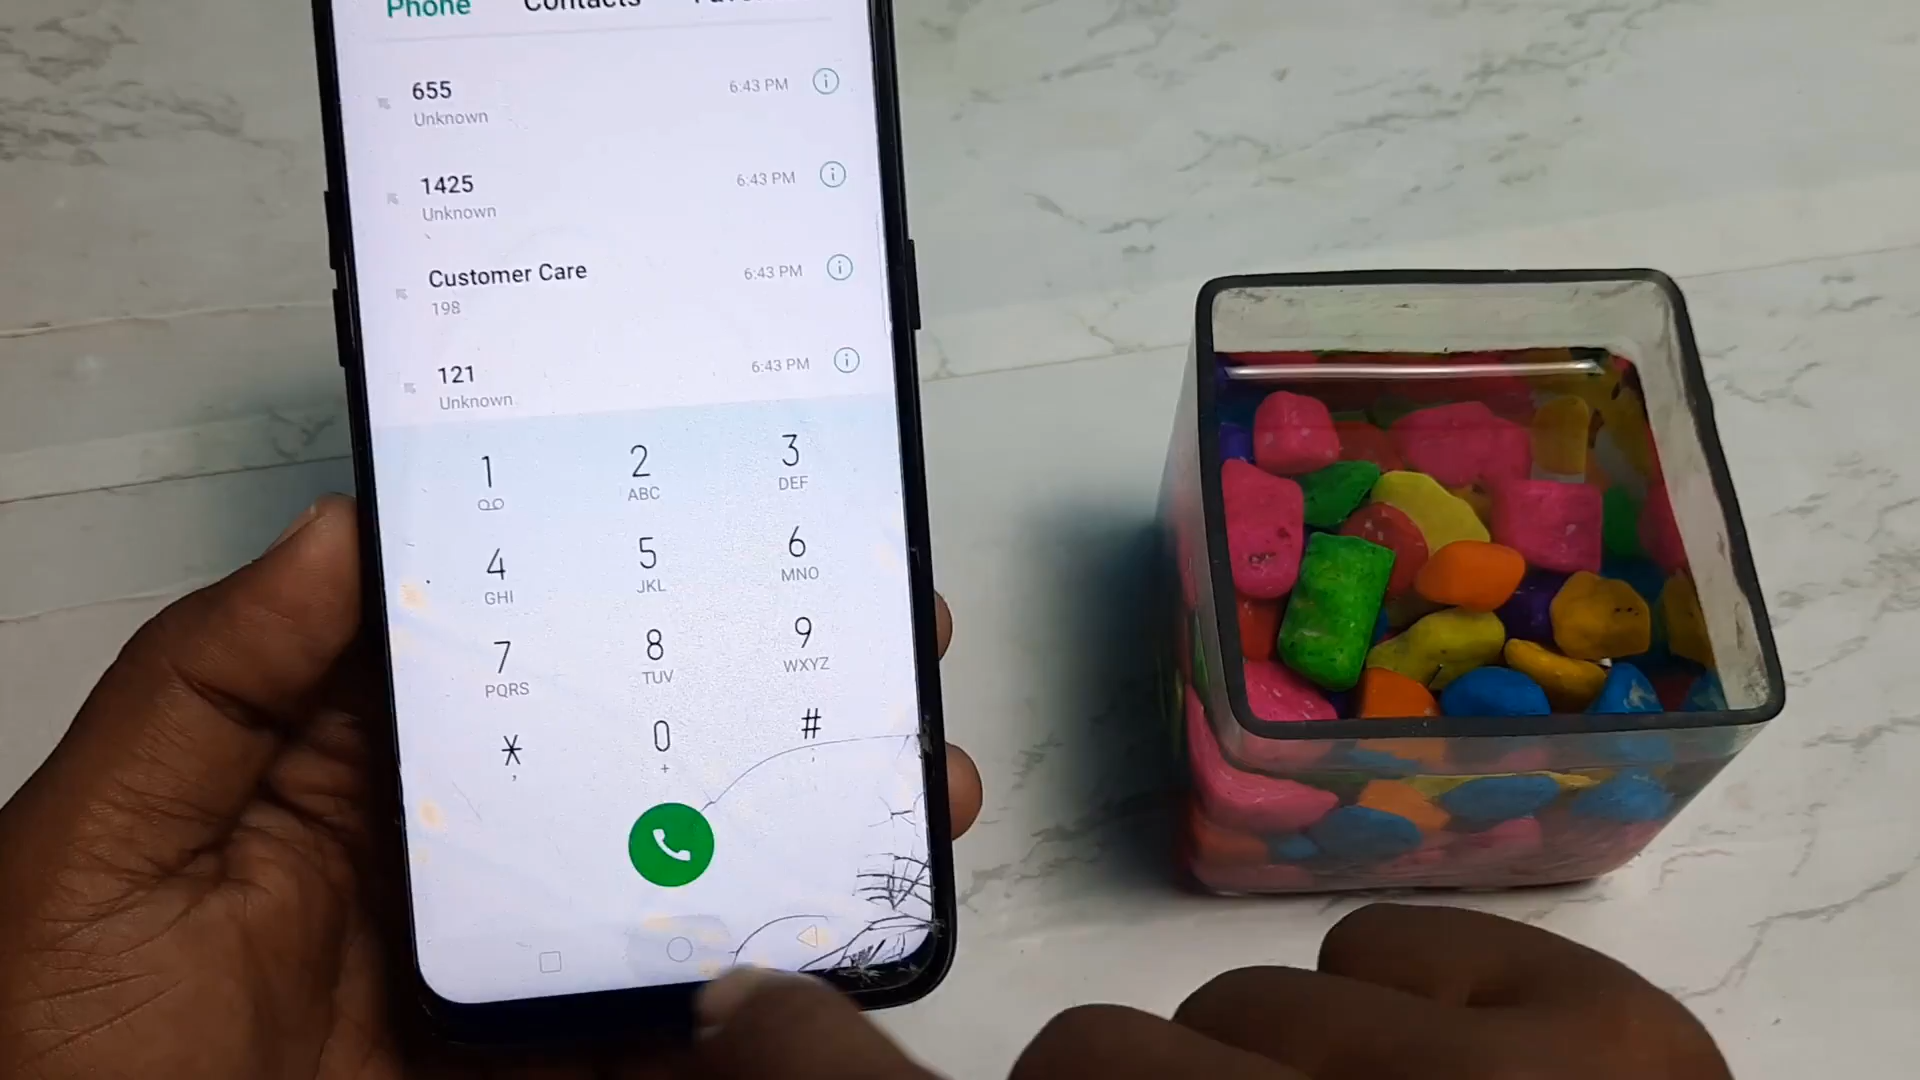 Phone Contacts
655 6:43 PM
Unknown
1425 6:43 PM
Unknown
Customer Care 6:43 PM
198
121 6:43 PM
Unknown
1 2 3
ABC DEF
4 5 6
GHI JKL MNO
7 8 9
PQRS TUV WXYZ
* 0 #
, + ;